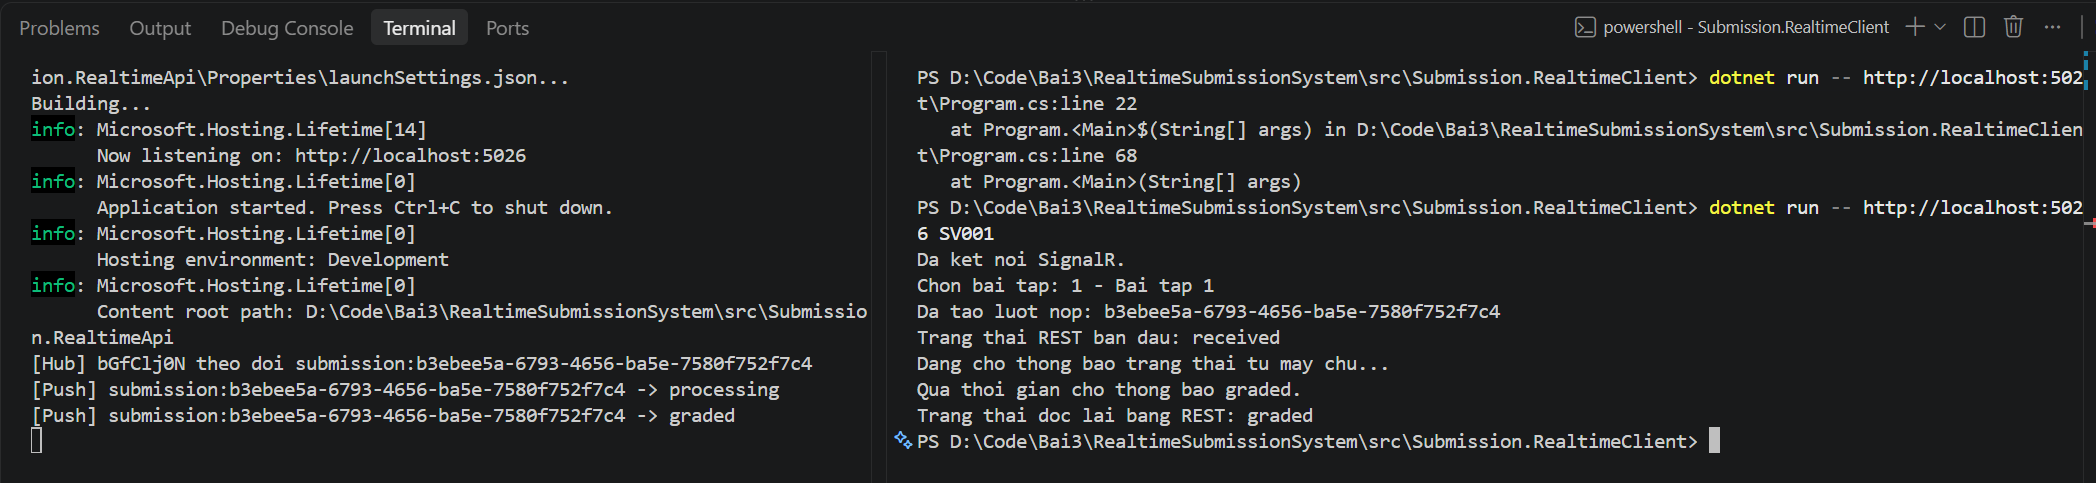 Problems Output Debug Console Terminal Ports
powershell - Submission.RealtimeClient
ion.RealtimeApi\Properties\launchSettings.json...
Building...
info: Microsoft.Hosting.Lifetime[14]
Now listening on: http://localhost:5026
info: Microsoft.Hosting.Lifetime[0]
Application started. Press Ctrl+C to shut down.
info: Microsoft.Hosting.Lifetime[0]
Hosting environment: Development
info: Microsoft.Hosting.Lifetime[0]
Content root path: D:\Code\Bai3\RealtimeSubmissionSystem\src\Submissio
n.RealtimeApi
[Hub] bGfClj0N theo doi submission:b3ebee5a-6793-4656-ba5e-7580f752f7c4
[Push] submission:b3ebee5a-6793-4656-ba5e-7580f752f7c4 -> processing
[Push] submission:b3ebee5a-6793-4656-ba5e-7580f752f7c4 -> graded
PS D:\Code\Bai3\RealtimeSubmissionSystem\src\Submission.RealtimeClient> dotnet run -- http://localhost:502
t\Program.cs:line 22
at Program.<Main>$(String[] args) in D:\Code\Bai3\RealtimeSubmissionSystem\src\Submission.RealtimeClien
t\Program.cs:line 68
at Program.<Main>(String[] args)
PS D:\Code\Bai3\RealtimeSubmissionSystem\src\Submission.RealtimeClient> dotnet run -- http://localhost:502
6 SV001
Da ket noi SignalR.
Chon bai tap: 1 - Bai tap 1
Da tao luot nop: b3ebee5a-6793-4656-ba5e-7580f752f7c4
Trang thai REST ban dau: received
Dang cho thong bao trang thai tu may chu...
Qua thoi gian cho thong bao graded.
Trang thai doc lai bang REST: graded
PS D:\Code\Bai3\RealtimeSubmissionSystem\src\Submission.RealtimeClient>